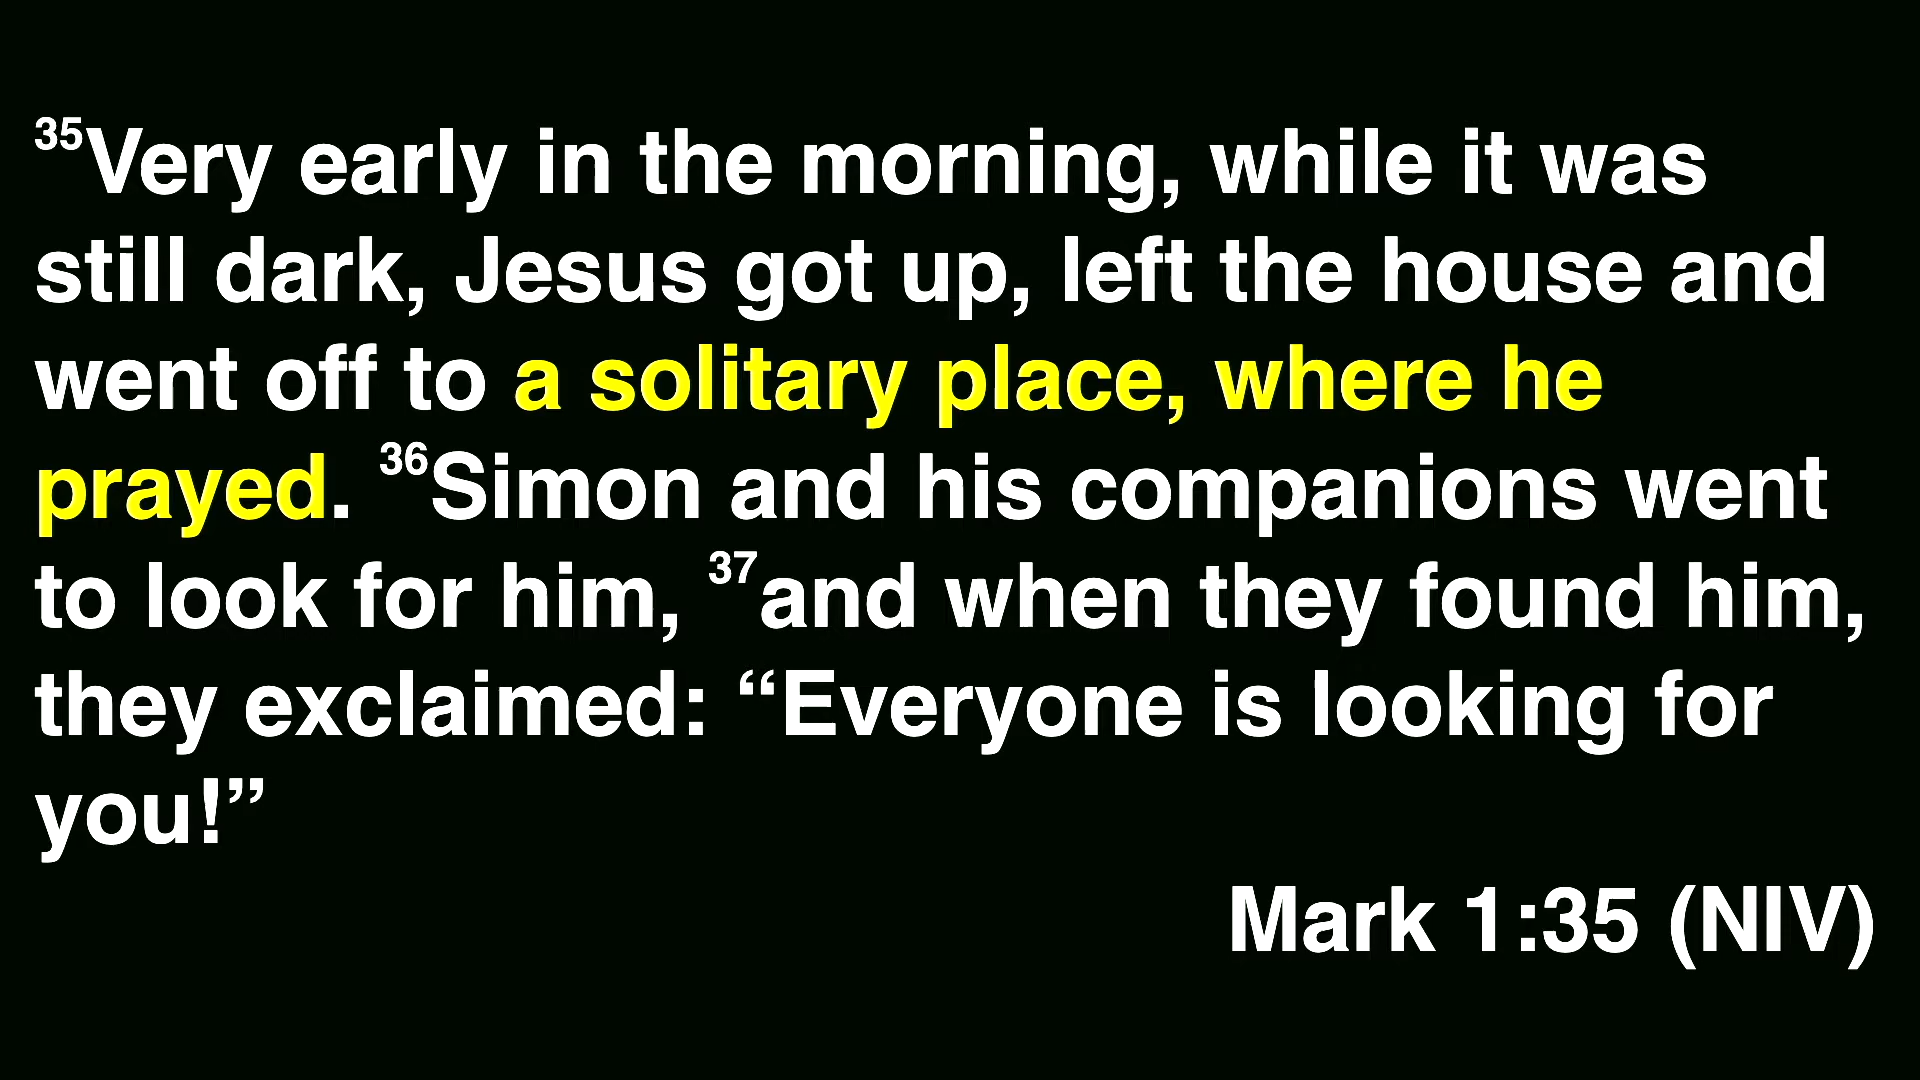 ³⁵Very early in the morning, while it was
still dark, Jesus got up, left the house and
went off to a solitary place, where he
prayed. ³⁶Simon and his companions went
to look for him, ³⁷and when they found him,
they exclaimed: “Everyone is looking for
you!”
Mark 1:35 (NIV)